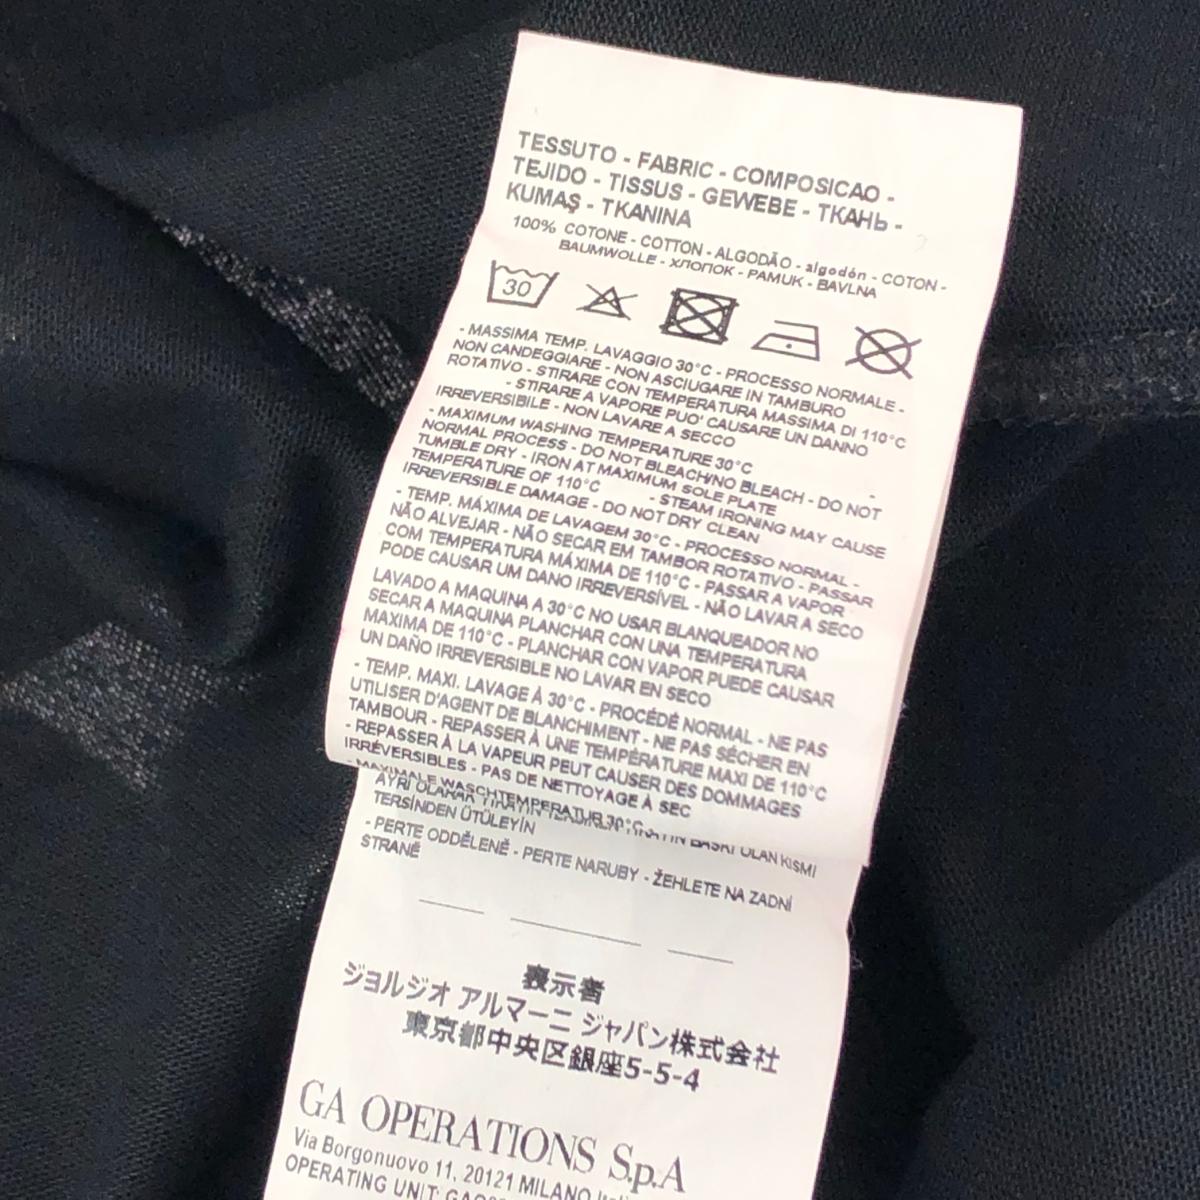 TESSUTO - FABRIC - COMPOSICAO -
TEJIDO - TISSUS - GEWEBE - ТКАНЬ -
KUMAŞ - TKANINA
100% COTONE - COTTON - ALGODÃO - algodón - COTON -
BAUMWOLLE - ХЛОПОК - PAMUK - BAVLNA
30
- MASSIMA TEMP. LAVAGGIO 30°C - PROCESSO NORMALE -
NON CANDEGGIARE - NON ASCIUGARE IN TAMBURO
ROTATIVO - STIRARE CON TEMPERATURA MASSIMA DI 110°C
- STIRARE A VAPORE PUO' CAUSARE UN DANNO
IRREVERSIBILE - NON LAVARE A SECCO
- MAXIMUM WASHING TEMPERATURE 30°C -
NORMAL PROCESS - DO NOT BLEACH/NO BLEACH - DO NOT
TUMBLE DRY - IRON AT MAXIMUM SOLE PLATE
TEMPERATURE OF 110°C - STEAM IRONING MAY CAUSE
IRREVERSIBLE DAMAGE - DO NOT DRY CLEAN
- TEMP. MÁXIMA DE LAVAGEM 30°C - PROCESSO NORMAL -
NÃO ALVEJAR - NÃO SECAR EM TAMBOR ROTATIVO - PASSAR
COM TEMPERATURA MÁXIMA DE 110°C - PASSAR A VAPOR
PODE CAUSAR UM DANO IRREVERSÍVEL - NÃO LAVAR A SECO
LAVADO A MAQUINA A 30°C NO USAR BLANQUEADOR NO
SECAR A MAQUINA PLANCHAR CON UNA TEMPERATURA
MAXIMA DE 110°C - PLANCHAR CON VAPOR PUEDE CAUSAR
UN DAÑO IRREVERSIBLE NO LAVAR EN SECO
- TEMP. MAXI. LAVAGE À 30°C - PROCÉDÉ NORMAL - NE PAS
UTILISER D'AGENT DE BLANCHIMENT - NE PAS SÉCHER EN
TAMBOUR - REPASSER À UNE TEMPÉRATURE MAXI DE 110°C
- REPASSER À LA VAPEUR PEUT CAUSER DES DOMMAGES
IRRÉVERSIBLES - PAS DE NETTOYAGE À SEC
- MAXIMALE WASCHTEMPERATUR 30°C
AYRI OLARAK BASKI OLAN KISMI
TERSİNDEN ÜTÜLEYİN
- PERTE ODDĚLENĚ - PERTE NARUBY - ŽEHLETE NA ZADNÍ
STRANĚ
表示者
ジョルジオ アルマーニ ジャパン株式会社
東京都中央区銀座5-5-4
GA OPERATIONS S.p.A
Via Borgonuovo 11, 20121 MILANO
OPERATING UNIT: